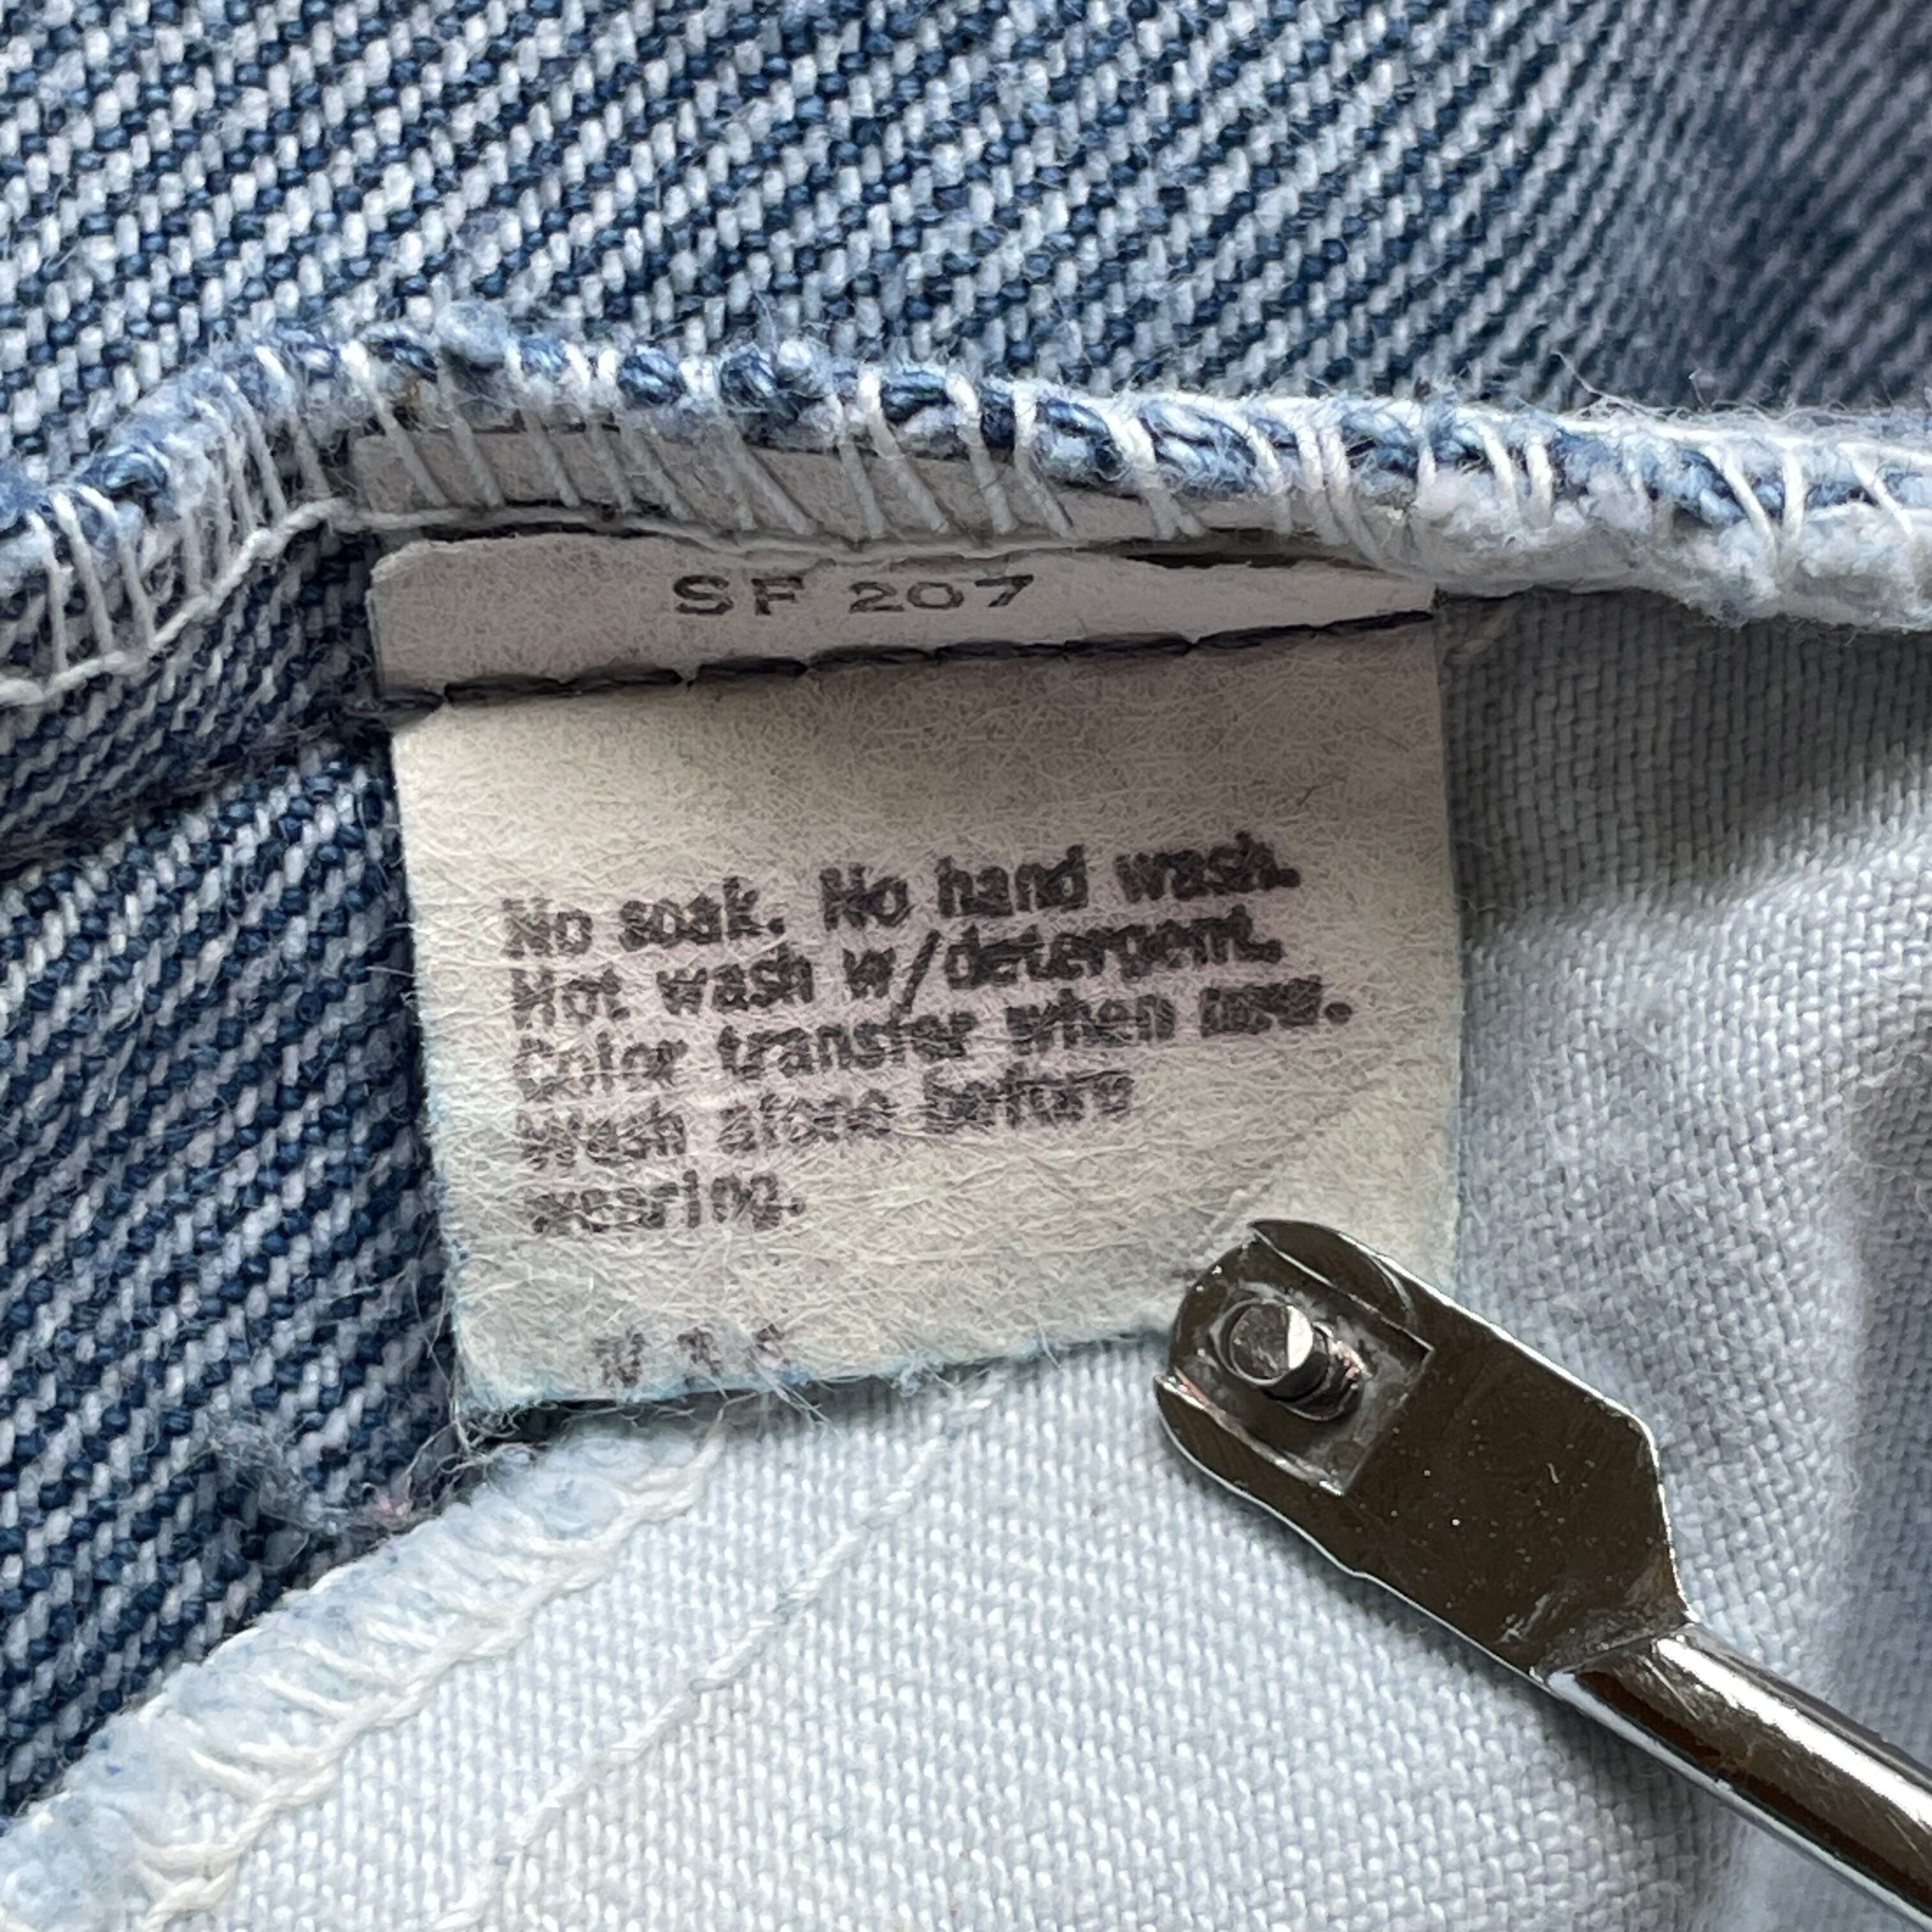 SF 207
No soak. No hand wash.
Hot wash w/detergent.
Color transfer when new.
Wash alone before
wearing.